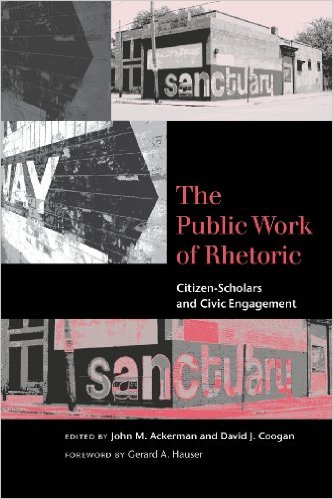 sanctuary
WAY
The
Public Work
of Rhetoric
Citizen-Scholars
and Civic Engagement
sanctuary
EDITED BY John M. Ackerman and David J. Coogan
FOREWORD BY Gerard A. Hauser